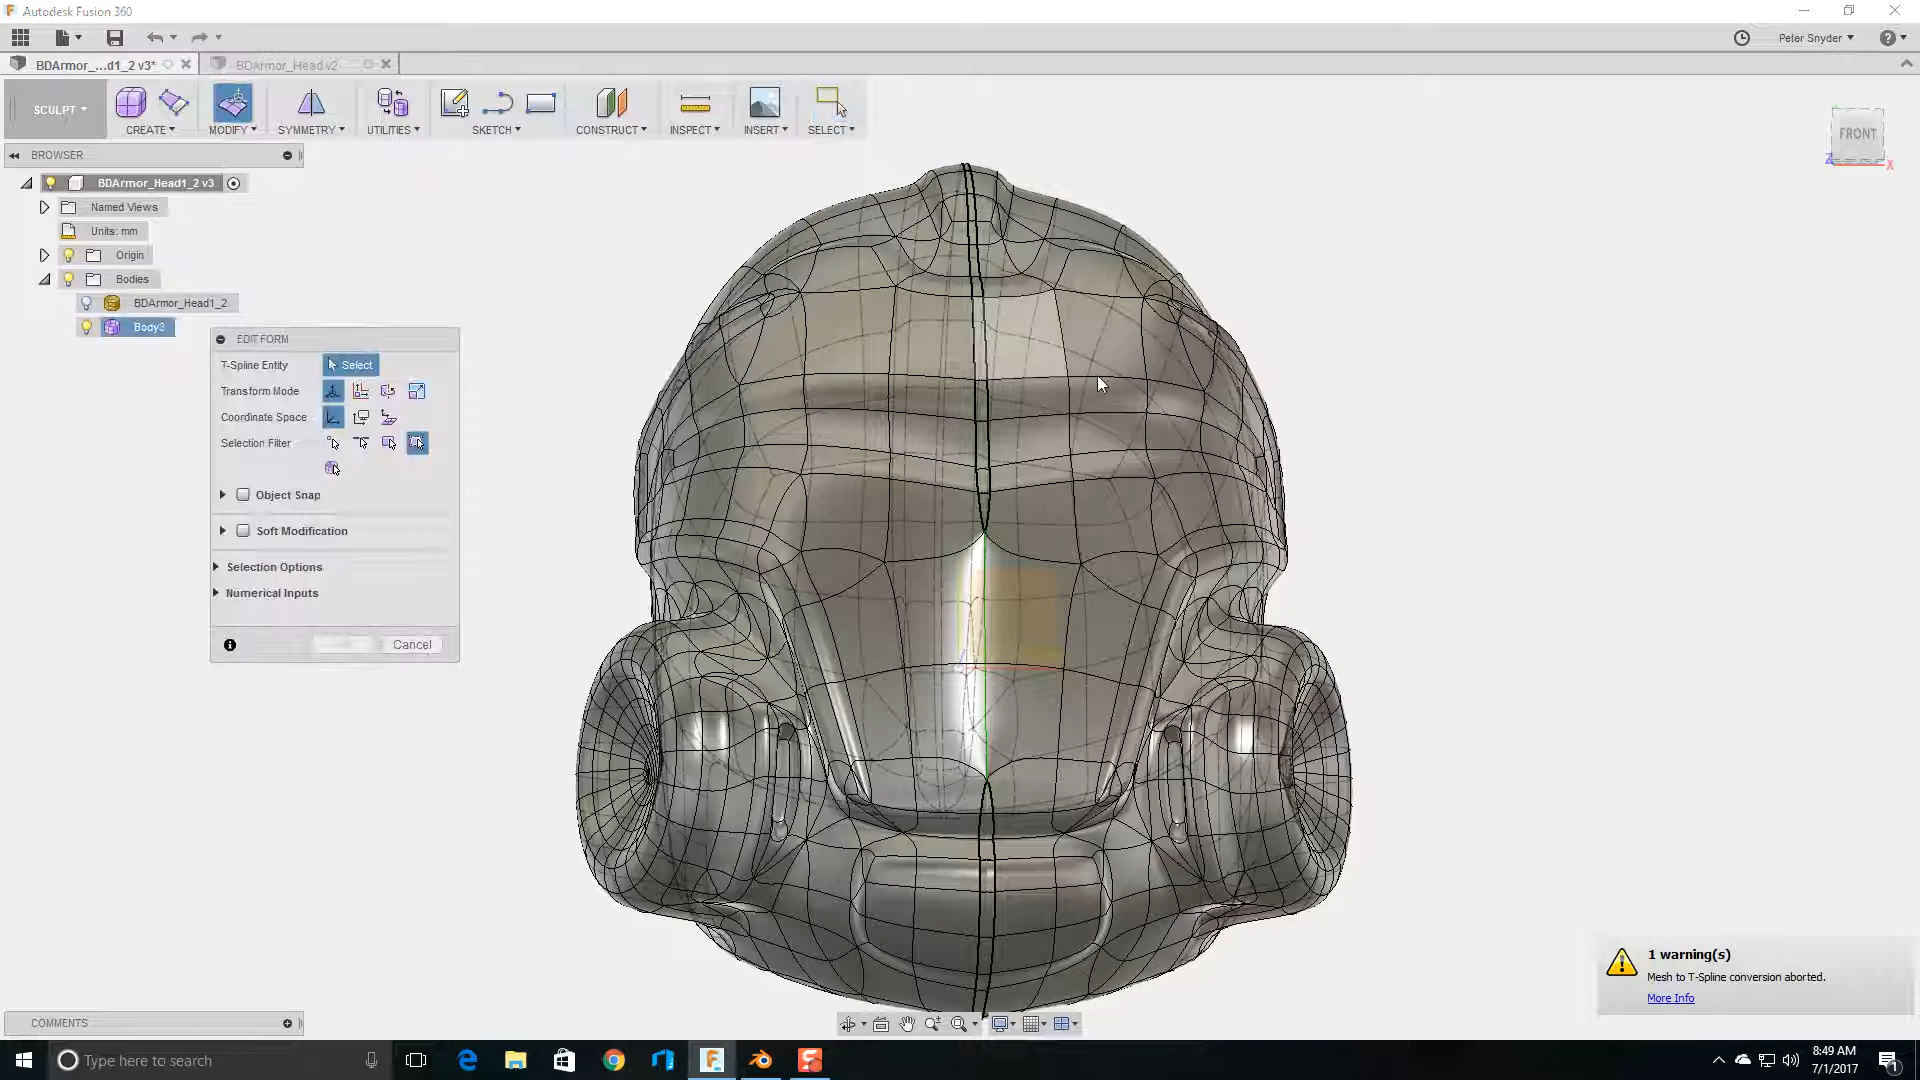 Autodesk Fusion 360
Peter Snyder
BDArmor_...d1_2 v3*
BDArmor_Head v2
SCULPT
CREATE
MODIFY
SYMMETRY
UTILITIES
SKETCH
CONSTRUCT
INSPECT
INSERT
SELECT
FRONT
Z
X
BROWSER
BDArmor_Head1_2 v3
Named Views
Units: mm
Origin
Bodies
BDArmor_Head1_2
Body3
EDIT FORM
T-Spline Entity
Select
Transform Mode
Coordinate Space
Selection Filter
Object Snap
Soft Modification
Selection Options
Numerical Inputs
Cancel
1 warning(s)
Mesh to T-Spline conversion aborted.
More Info
COMMENTS
Type here to search
8:49 AM
7/1/2017
1